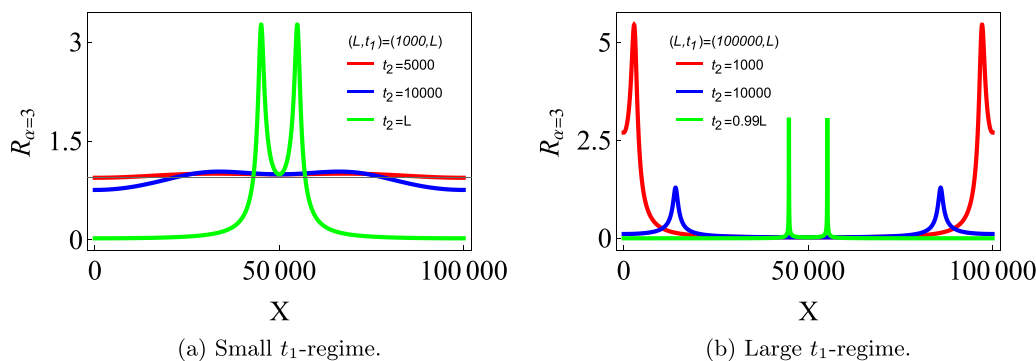 (L,t₁)=(1000,L)
t₂=5000
t₂=10000
t₂=L
3
1.5
0
R_{α=3}
0
50 000
100 000
X
(a) Small t₁-regime.
(L,t₁)=(100000,L)
t₂=1000
t₂=10000
t₂=0.99L
5
2.5
0
R_{α=3}
0
50 000
100 000
X
(b) Large t₁-regime.